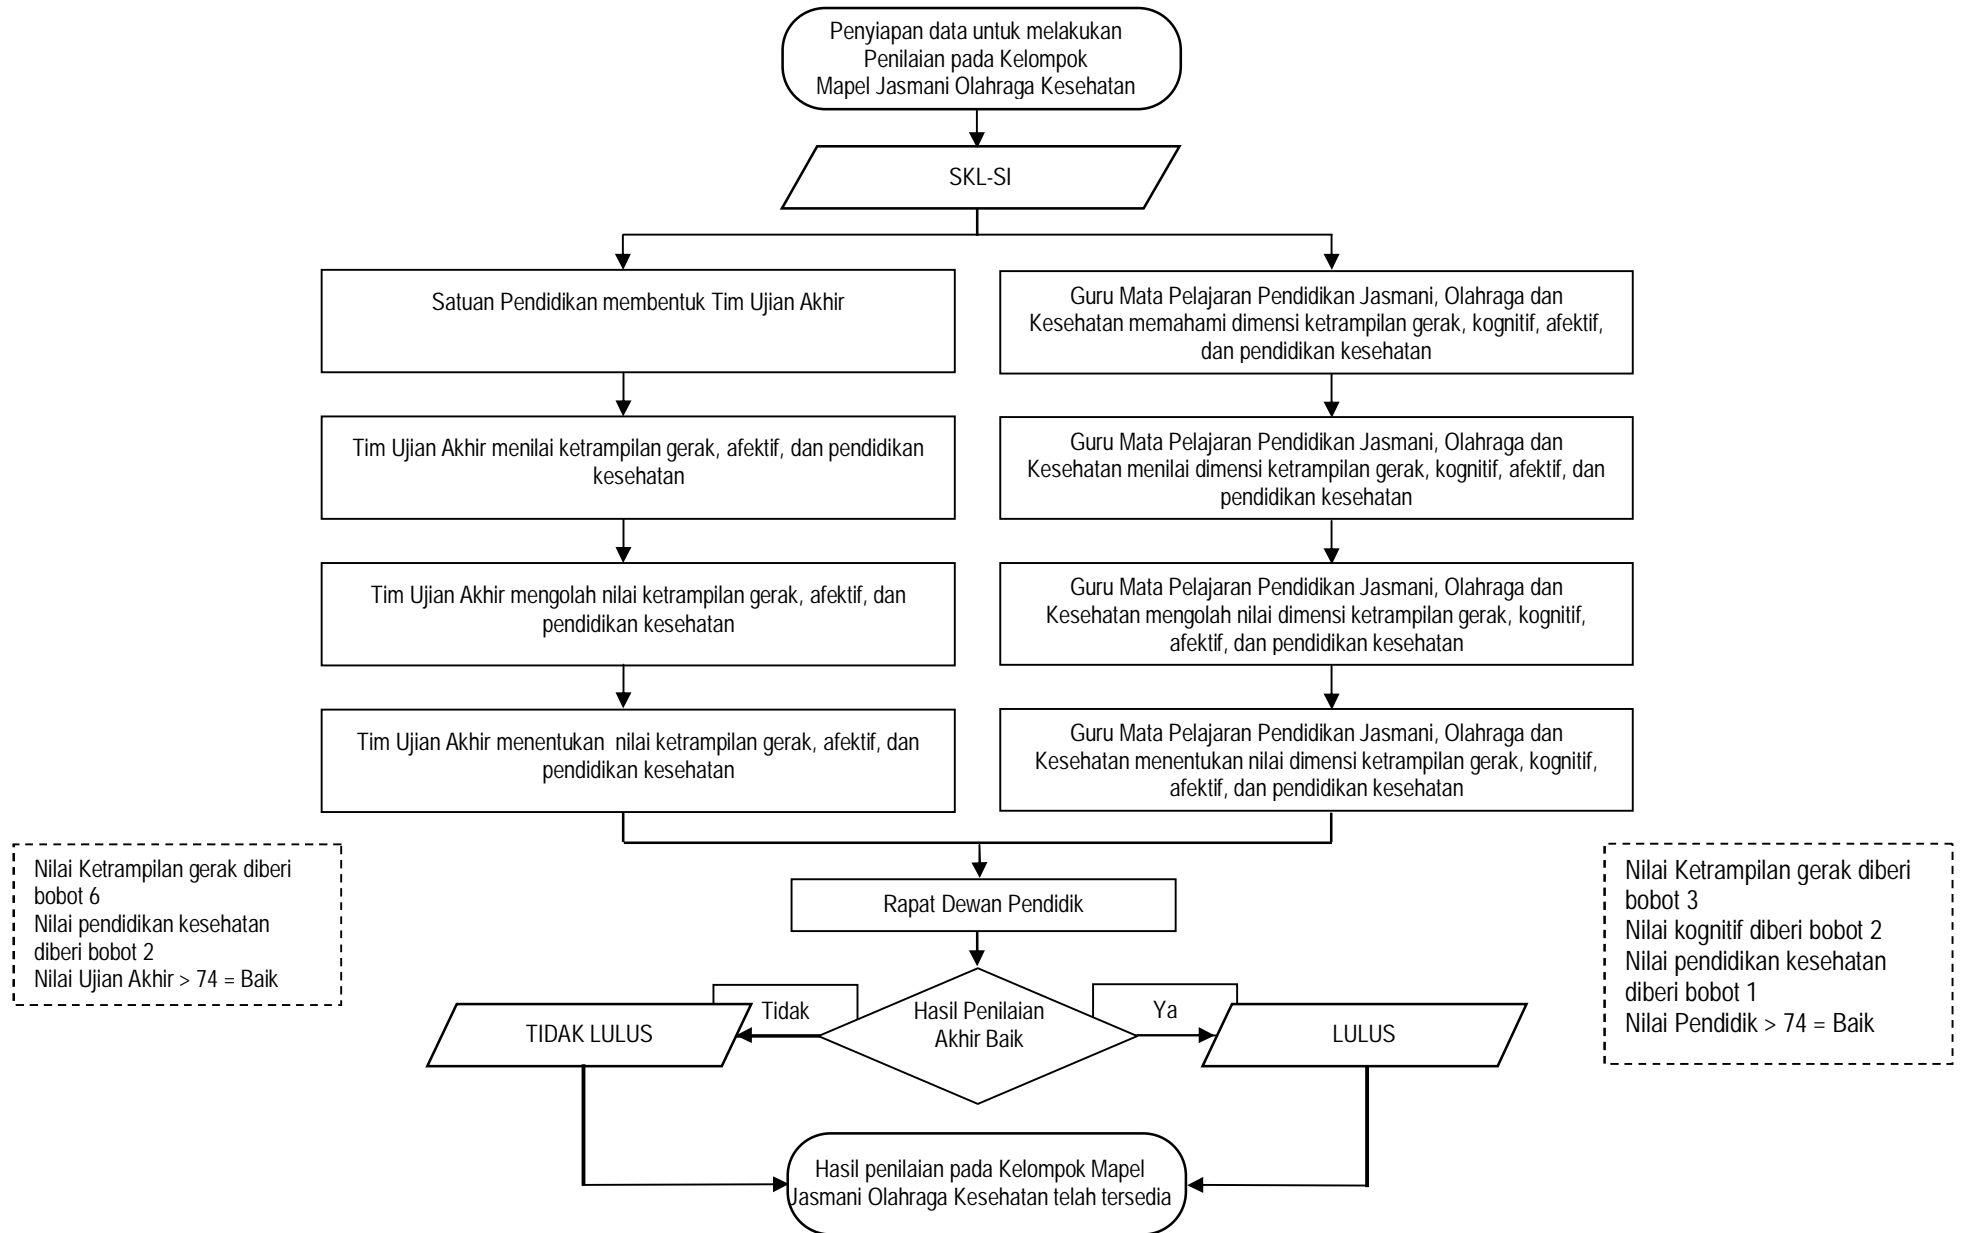 Penyiapan data untuk melakukan
Penilaian pada Kelompok
Mapel Jasmani Olahraga Kesehatan
SKL-SI
Satuan Pendidikan membentuk Tim Ujian Akhir
Guru Mata Pelajaran Pendidikan Jasmani, Olahraga dan
Kesehatan memahami dimensi ketrampilan gerak, kognitif, afektif,
dan pendidikan kesehatan
Tim Ujian Akhir menilai ketrampilan gerak, afektif, dan pendidikan
kesehatan
Guru Mata Pelajaran Pendidikan Jasmani, Olahraga dan
Kesehatan menilai dimensi ketrampilan gerak, kognitif, afektif, dan
pendidikan kesehatan
Tim Ujian Akhir mengolah nilai ketrampilan gerak, afektif, dan
pendidikan kesehatan
Guru Mata Pelajaran Pendidikan Jasmani, Olahraga dan
Kesehatan mengolah nilai dimensi ketrampilan gerak, kognitif,
afektif, dan pendidikan kesehatan
Tim Ujian Akhir menentukan  nilai ketrampilan gerak, afektif, dan
pendidikan kesehatan
Guru Mata Pelajaran Pendidikan Jasmani, Olahraga dan
Kesehatan menentukan nilai dimensi ketrampilan gerak, kognitif,
afektif, dan pendidikan kesehatan
Nilai Ketrampilan gerak diberi
bobot 6
Nilai pendidikan kesehatan
diberi bobot 2
Nilai Ujian Akhir > 74 = Baik
Rapat Dewan Pendidik
Nilai Ketrampilan gerak diberi
bobot 3
Nilai kognitif diberi bobot 2
Nilai pendidikan kesehatan
diberi bobot 1
Nilai Pendidik > 74 = Baik
Tidak
Hasil Penilaian
Akhir Baik
Ya
TIDAK LULUS
LULUS
Hasil penilaian pada Kelompok Mapel
Jasmani Olahraga Kesehatan telah tersedia